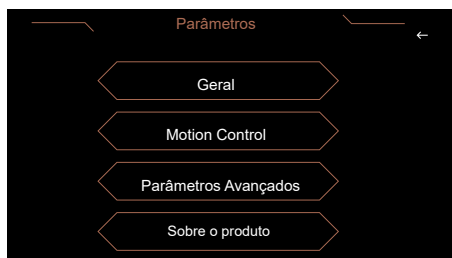 Parâmetros
←
Geral
Motion Control
Parâmetros Avançados
Sobre o produto